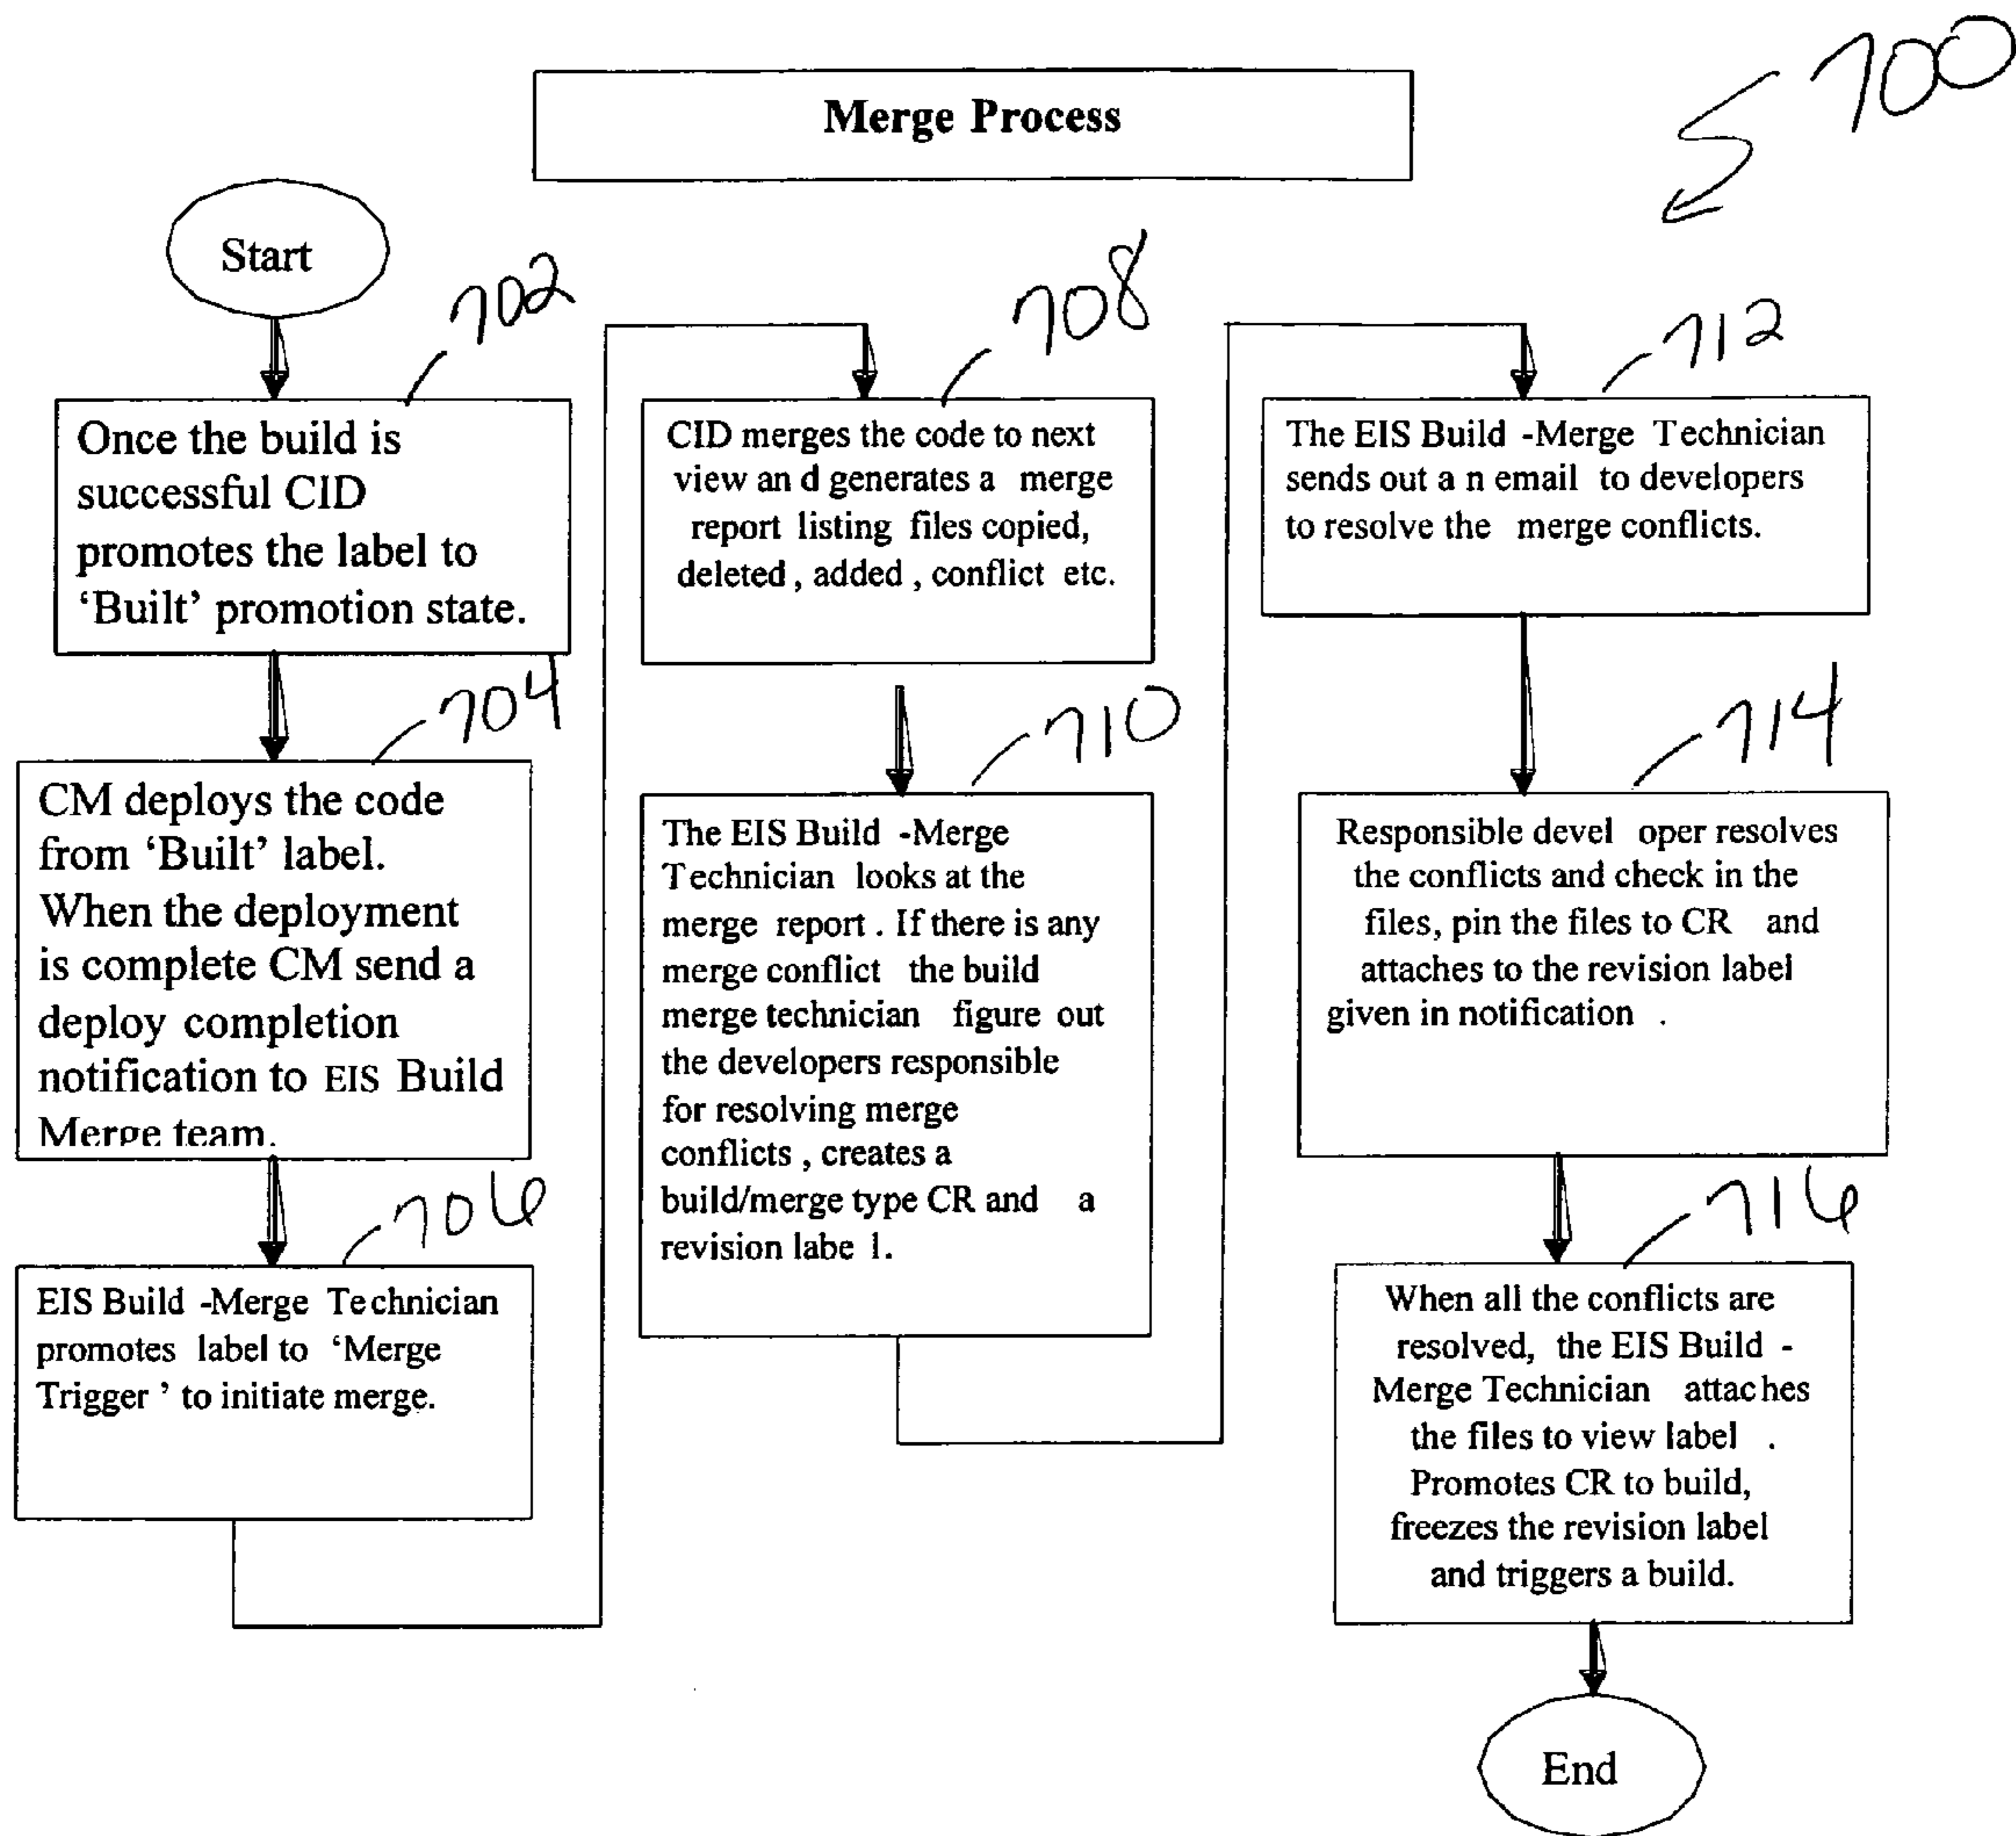 Merge Process
700
Start
702
Once the build is
successful CID
promotes the label to
‘Built’ promotion state.
704
CM deploys the code
from ‘Built’ label.
When the deployment
is complete CM send a
deploy completion
notification to EIS Build
Merge team.
706
EIS Build -Merge Technician
promotes label to ‘Merge
Trigger ’ to initiate merge.
708
CID merges the code to next
view an d generates a merge
report listing files copied,
deleted , added , conflict etc.
710
The EIS Build -Merge
Technician looks at the
merge report . If there is any
merge conflict the build
merge technician figure out
the developers responsible
for resolving merge
conflicts , creates a
build/merge type CR and a
revision labe l.
712
The EIS Build -Merge Technician
sends out a n email to developers
to resolve the merge conflicts.
714
Responsible devel oper resolves
the conflicts and check in the
files, pin the files to CR and
attaches to the revision label
given in notification .
716
When all the conflicts are
resolved, the EIS Build -
Merge Technician attaches
the files to view label .
Promotes CR to build,
freezes the revision label
and triggers a build.
End